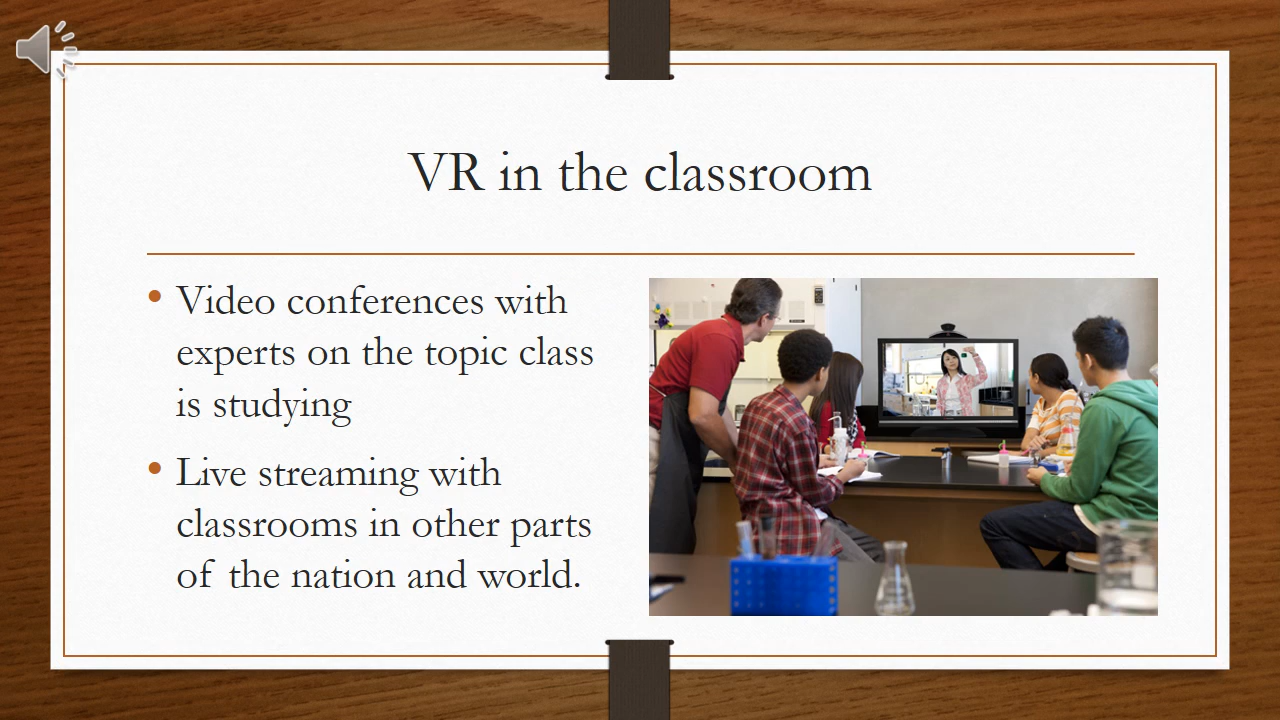 VR in the classroom
• Video conferences with
experts on the topic class
is studying
• Live streaming with
classrooms in other parts
of the nation and world.